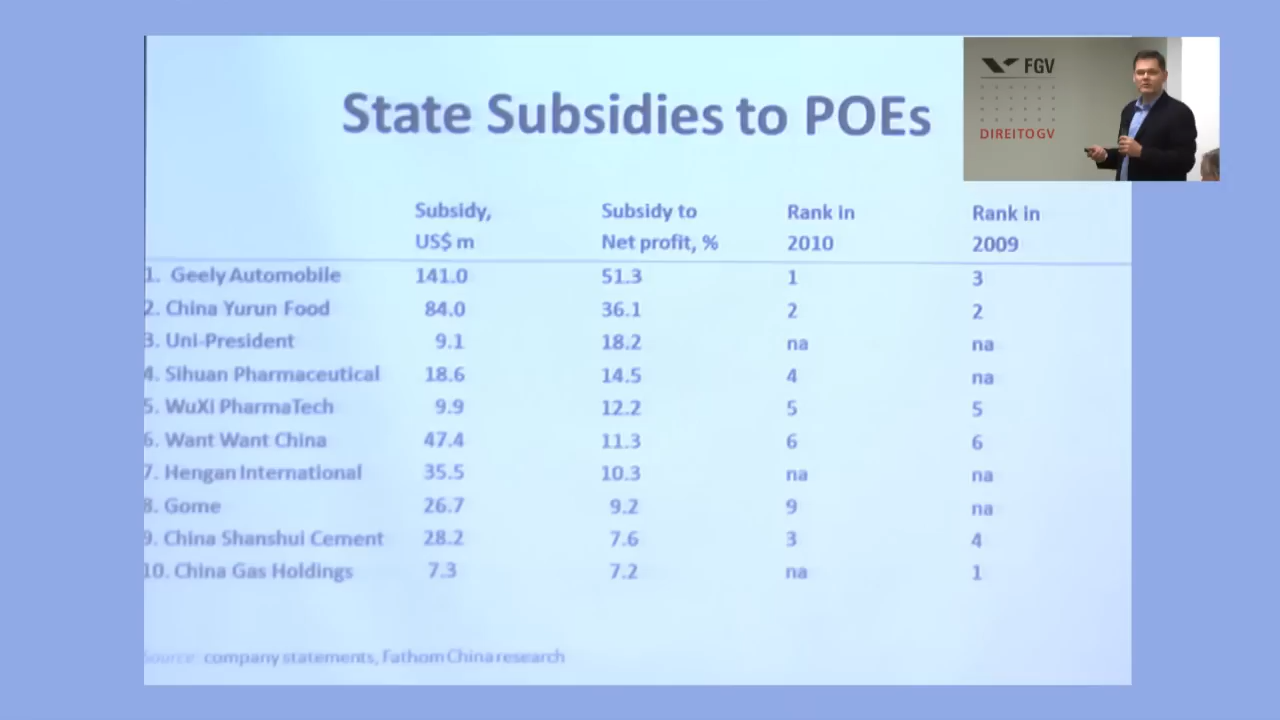 State Subsidies to POEs
FGV
DIREITO GV
Subsidy, US$ m Subsidy to Net profit, % Rank in 2010 Rank in 2009
1. Geely Automobile 141.0 51.3 1 3
2. China Yurun Food 84.0 36.1 2 2
3. Uni-President 9.1 18.2 na na
4. Sihuan Pharmaceutical 18.6 14.5 4 na
5. WuXi PharmaTech 9.9 12.2 5 5
6. Want Want China 47.4 11.3 6 6
7. Hengan International 35.5 10.3 na na
8. Gome 26.7 9.2 9 na
9. China Shanshui Cement 28.2 7.6 3 4
10. China Gas Holdings 7.3 7.2 na 1
Source: company statements, Fathom China research